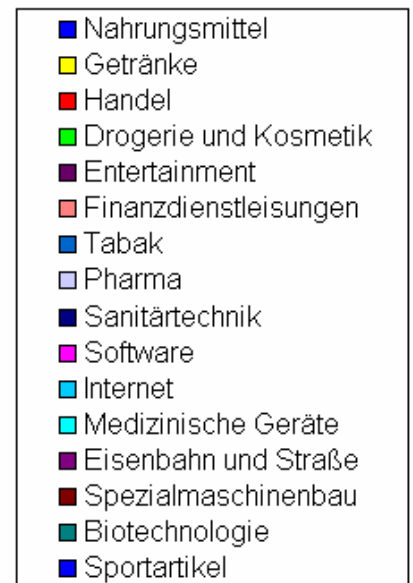 Nahrungsmittel
Getränke
Handel
Drogerie und Kosmetik
Entertainment
Finanzdienstleisungen
Tabak
Pharma
Sanitärtechnik
Software
Internet
Medizinische Geräte
Eisenbahn und Straße
Spezialmaschinenbau
Biotechnologie
Sportartikel